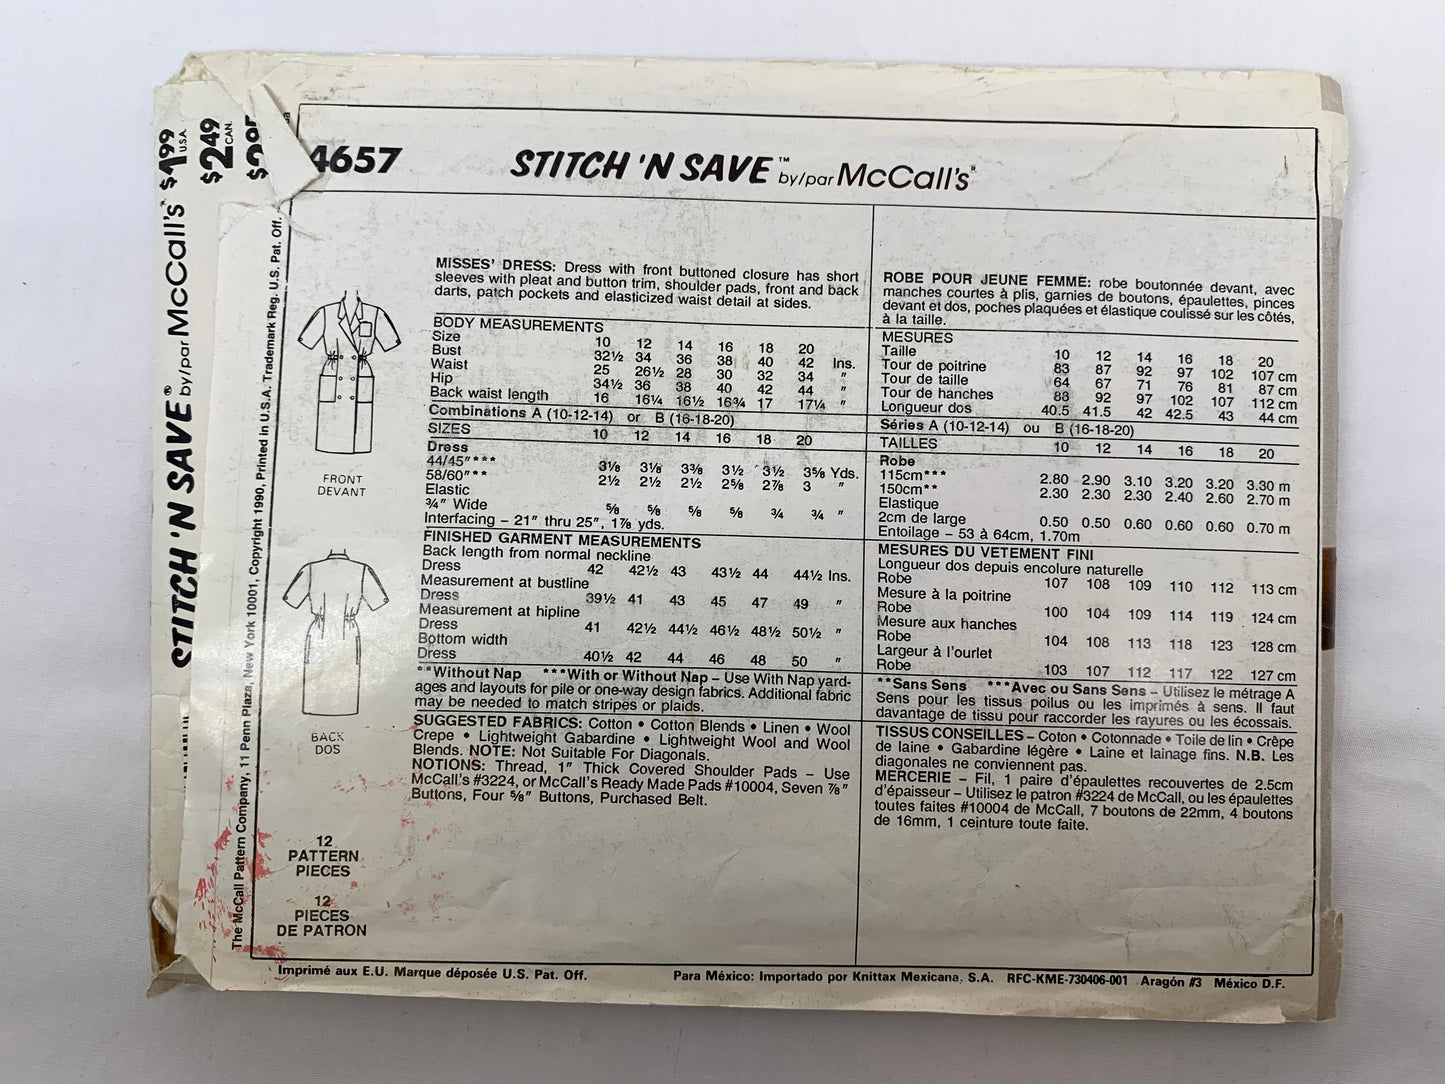 $1.99 U.S.A.
$2.49 CAN.
STITCH 'N SAVE® by/par McCall's
The McCall Pattern Company, 11 Penn Plaza, New York 10001, Copyright 1990, Printed in U.S.A. Trademark Reg. U.S. Pat. Off.
4657
STITCH 'N SAVE™ by/par McCall's
FRONT
DEVANT
BACK
DOS
12
PATTERN
PIECES
12
PIECES
DE PATRON
MISSES' DRESS: Dress with front buttoned closure has short
sleeves with pleat and button trim, shoulder pads, front and back
darts, patch pockets and elasticized waist detail at sides.
BODY MEASUREMENTS
Size 10 12 14 16 18 20
Bust 32½ 34 36 38 40 42 Ins.
Waist 25 26½ 28 30 32 34 "
Hip 34½ 36 38 40 42 44 "
Back waist length 16 16¼ 16½ 16¾ 17 17¼ "
Combinations A (10-12-14) or B (16-18-20)
SIZES 10 12 14 16 18 20
Dress
44/45"*** 3⅛ 3⅛ 3⅜ 3½ 3½ 3⅝ Yds.
58/60"** 2½ 2½ 2½ 2⅝ 2⅞ 3 "
Elastic
¾" Wide ⅝ ⅝ ⅝ ⅝ ¾ ¾ "
Interfacing – 21" thru 25", 1⅞ yds.
FINISHED GARMENT MEASUREMENTS
Back length from normal neckline
Dress 42 42½ 43 43½ 44 44½ Ins.
Measurement at bustline
Dress 39½ 41 43 45 47 49 "
Measurement at hipline
Dress 41 42½ 44½ 46½ 48½ 50½ "
Bottom width
Dress 40½ 42 44 46 48 50 "
**Without Nap ***With or Without Nap – Use With Nap yard-
ages and layouts for pile or one-way design fabrics. Additional fabric
may be needed to match stripes or plaids.
SUGGESTED FABRICS: Cotton • Cotton Blends • Linen • Wool
Crepe • Lightweight Gabardine • Lightweight Wool and Wool
Blends. NOTE: Not Suitable For Diagonals.
NOTIONS: Thread, 1" Thick Covered Shoulder Pads – Use
McCall's #3224, or McCall's Ready Made Pads #10004, Seven ⅞"
Buttons, Four ⅝" Buttons, Purchased Belt.
ROBE POUR JEUNE FEMME: robe boutonnée devant, avec
manches courtes à plis, garnies de boutons, épaulettes, pinces
devant et dos, poches plaquées et élastique coulissé sur les côtés,
à la taille.
MESURES
Taille 10 12 14 16 18 20
Tour de poitrine 83 87 92 97 102 107 cm
Tour de taille 64 67 71 76 81 87 cm
Tour de hanches 88 92 97 102 107 112 cm
Longueur dos 40.5 41.5 42 42.5 43 44 cm
Séries A (10-12-14) ou B (16-18-20)
TAILLES 10 12 14 16 18 20
Robe
115cm*** 2.80 2.90 3.10 3.20 3.20 3.30 m
150cm** 2.30 2.30 2.30 2.40 2.60 2.70 m
Elastique
2cm de large 0.50 0.50 0.60 0.60 0.60 0.70 m
Entoilage – 53 à 64cm, 1.70m
MESURES DU VETEMENT FINI
Longueur dos depuis encolure naturelle
Robe 107 108 109 110 112 113 cm
Mesure à la poitrine
Robe 100 104 109 114 119 124 cm
Mesure aux hanches
Robe 104 108 113 118 123 128 cm
Largeur à l'ourlet
Robe 103 107 112 117 122 127 cm
**Sans Sens ***Avec ou Sans Sens – Utilisez le métrage A
Sens pour les tissus poilus ou les imprimés à sens. Il faut
davantage de tissu pour raccorder les rayures ou les écossais.
TISSUS CONSEILLES – Coton • Cotonnade • Toile de lin • Crêpe
de laine • Gabardine légère • Laine et lainage fins. N.B. Les
diagonales ne conviennent pas.
MERCERIE – Fil, 1 paire d'épaulettes recouvertes de 2.5cm
d'épaisseur – Utilisez le patron #3224 de McCall, ou les épaulettes
toutes faites #10004 de McCall, 7 boutons de 22mm, 4 boutons
de 16mm, 1 ceinture toute faite.
Imprimé aux E.U. Marque déposée U.S. Pat. Off.
Para México: Importado por Knittax Mexicana, S.A. RFC-KME-730406-001 Aragón #3 México D.F.